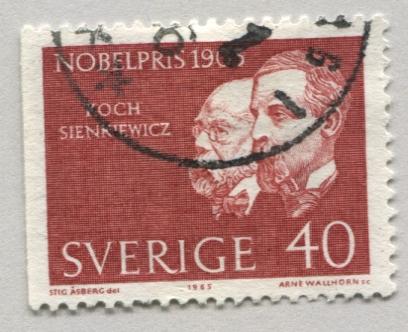 NOBELPRIS 1905
KOCH
SIENKIEWICZ
SVERIGE 40
STIG ÅSBERG del 1965 ARNE WALLHORN sc